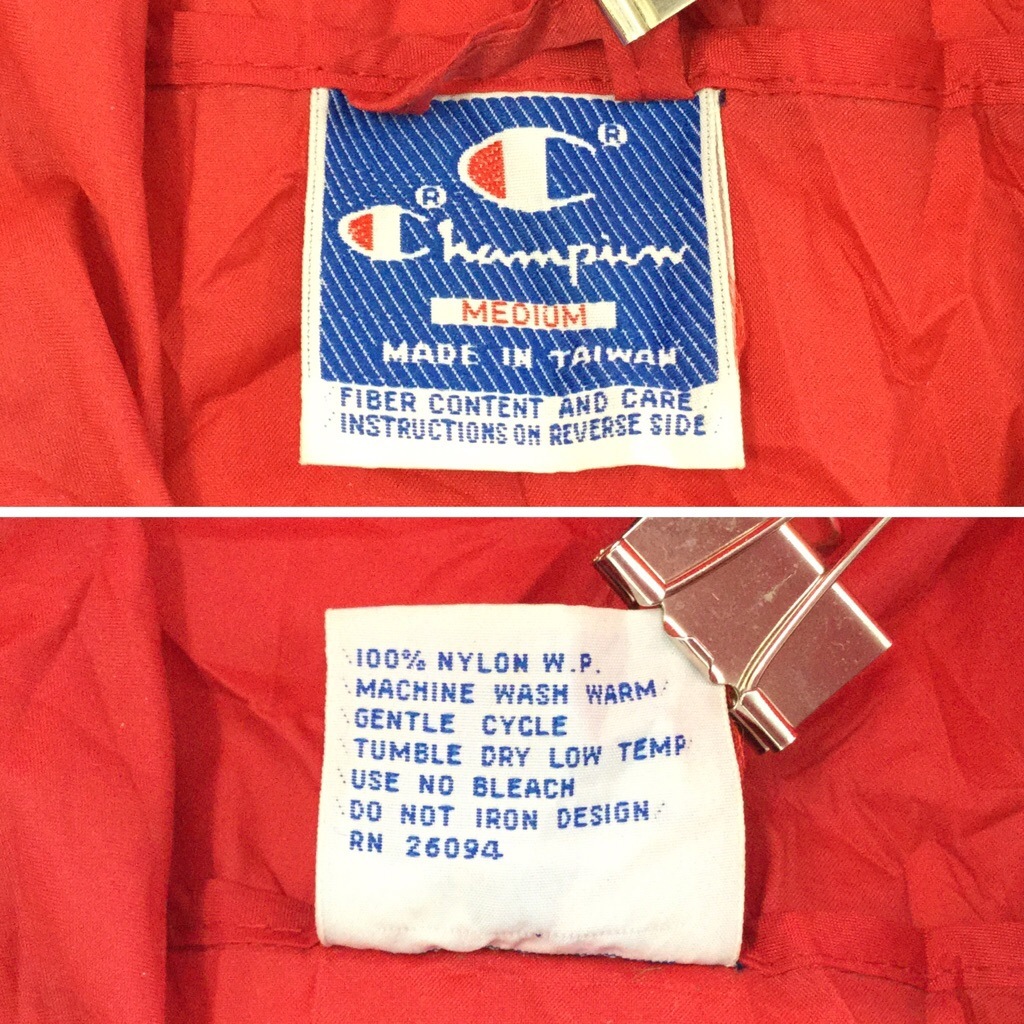 ®
®
Champion
MEDIUM
MADE IN TAIWAN
FIBER CONTENT AND CARE
INSTRUCTIONS ON REVERSE SIDE
100% NYLON W.P.
MACHINE WASH WARM
GENTLE CYCLE
TUMBLE DRY LOW TEMP
USE NO BLEACH
DO NOT IRON DESIGN
RN 26094